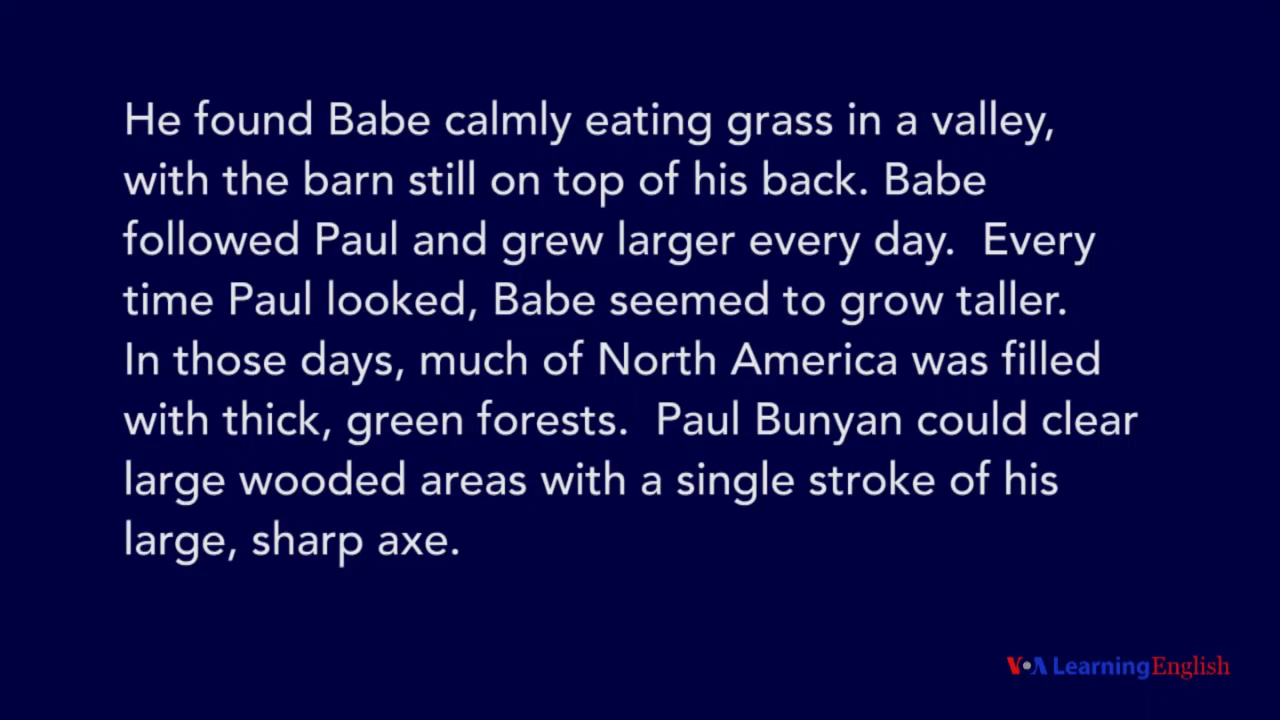 He found Babe calmly eating grass in a valley,
with the barn still on top of his back. Babe
followed Paul and grew larger every day.  Every
time Paul looked, Babe seemed to grow taller.
In those days, much of North America was filled
with thick, green forests.  Paul Bunyan could clear
large wooded areas with a single stroke of his
large, sharp axe.
VOA Learning English